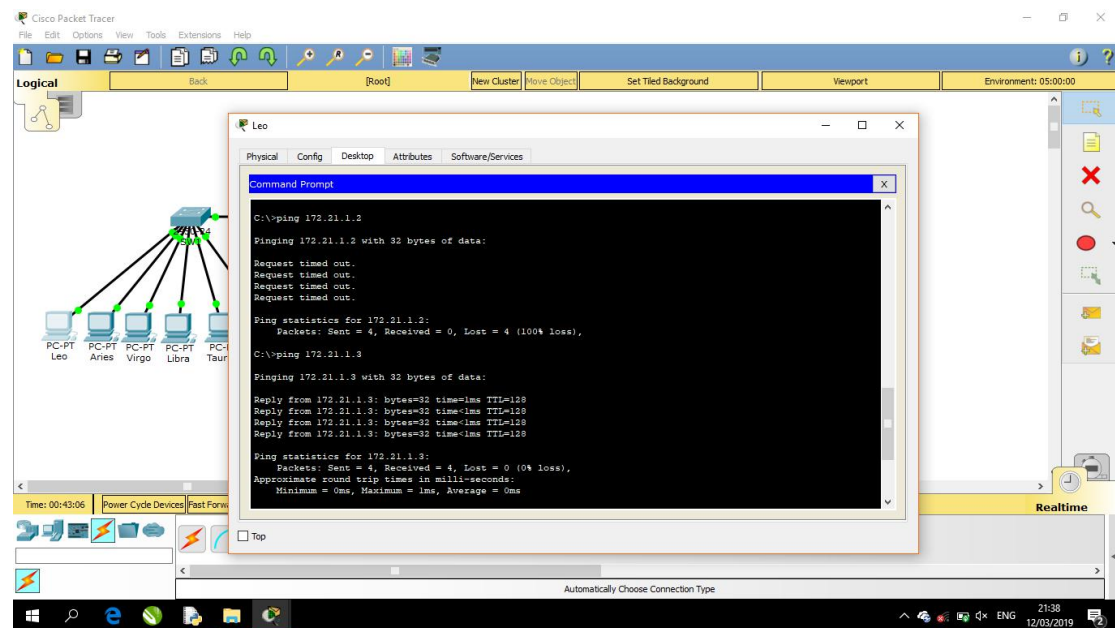 Cisco Packet Tracer
File Edit Options View Tools Extensions Help
Logical
Back
[Root]
New Cluster
Move Object
Set Tiled Background
Viewport
Environment: 05:00:00
Leo
Physical Config Desktop Attributes Software/Services
Command Prompt
X
C:\>ping 172.21.1.2
Pinging 172.21.1.2 with 32 bytes of data:
Request timed out.
Request timed out.
Request timed out.
Request timed out.
Ping statistics for 172.21.1.2:
Packets: Sent = 4, Received = 0, Lost = 4 (100% loss),
C:\>ping 172.21.1.3
Pinging 172.21.1.3 with 32 bytes of data:
Reply from 172.21.1.3: bytes=32 time=1ms TTL=128
Reply from 172.21.1.3: bytes=32 time<1ms TTL=128
Reply from 172.21.1.3: bytes=32 time<1ms TTL=128
Reply from 172.21.1.3: bytes=32 time<1ms TTL=128
Ping statistics for 172.21.1.3:
Packets: Sent = 4, Received = 4, Lost = 0 (0% loss),
Approximate round trip times in milli-seconds:
Minimum = 0ms, Maximum = 1ms, Average = 0ms
Top
PC-PT PC-PT PC-PT PC-PT PC-
Leo Aries Virgo Libra Taur
Time: 00:43:06
Power Cycle Devices
Fast Forw
Realtime
Automatically Choose Connection Type
ENG
21:38
12/03/2019